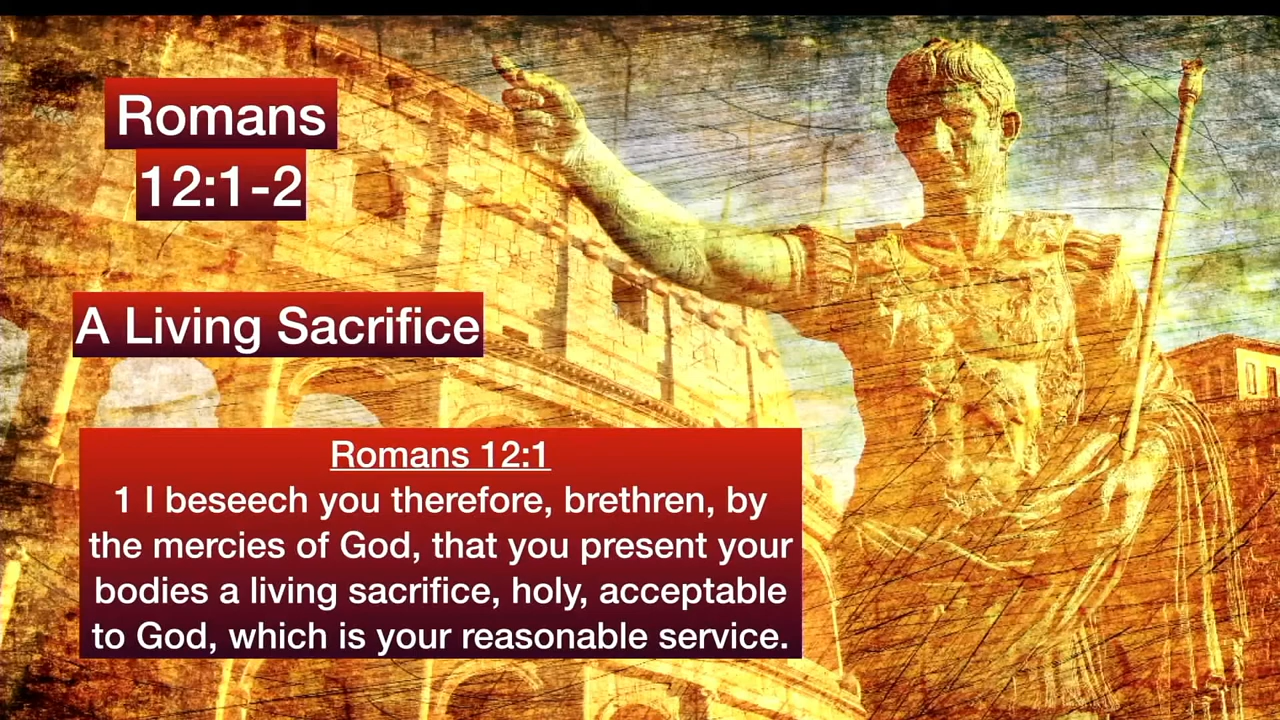 Romans
12:1-2
A Living Sacrifice
Romans 12:1
1 I beseech you therefore, brethren, by
the mercies of God, that you present your
bodies a living sacrifice, holy, acceptable
to God, which is your reasonable service.